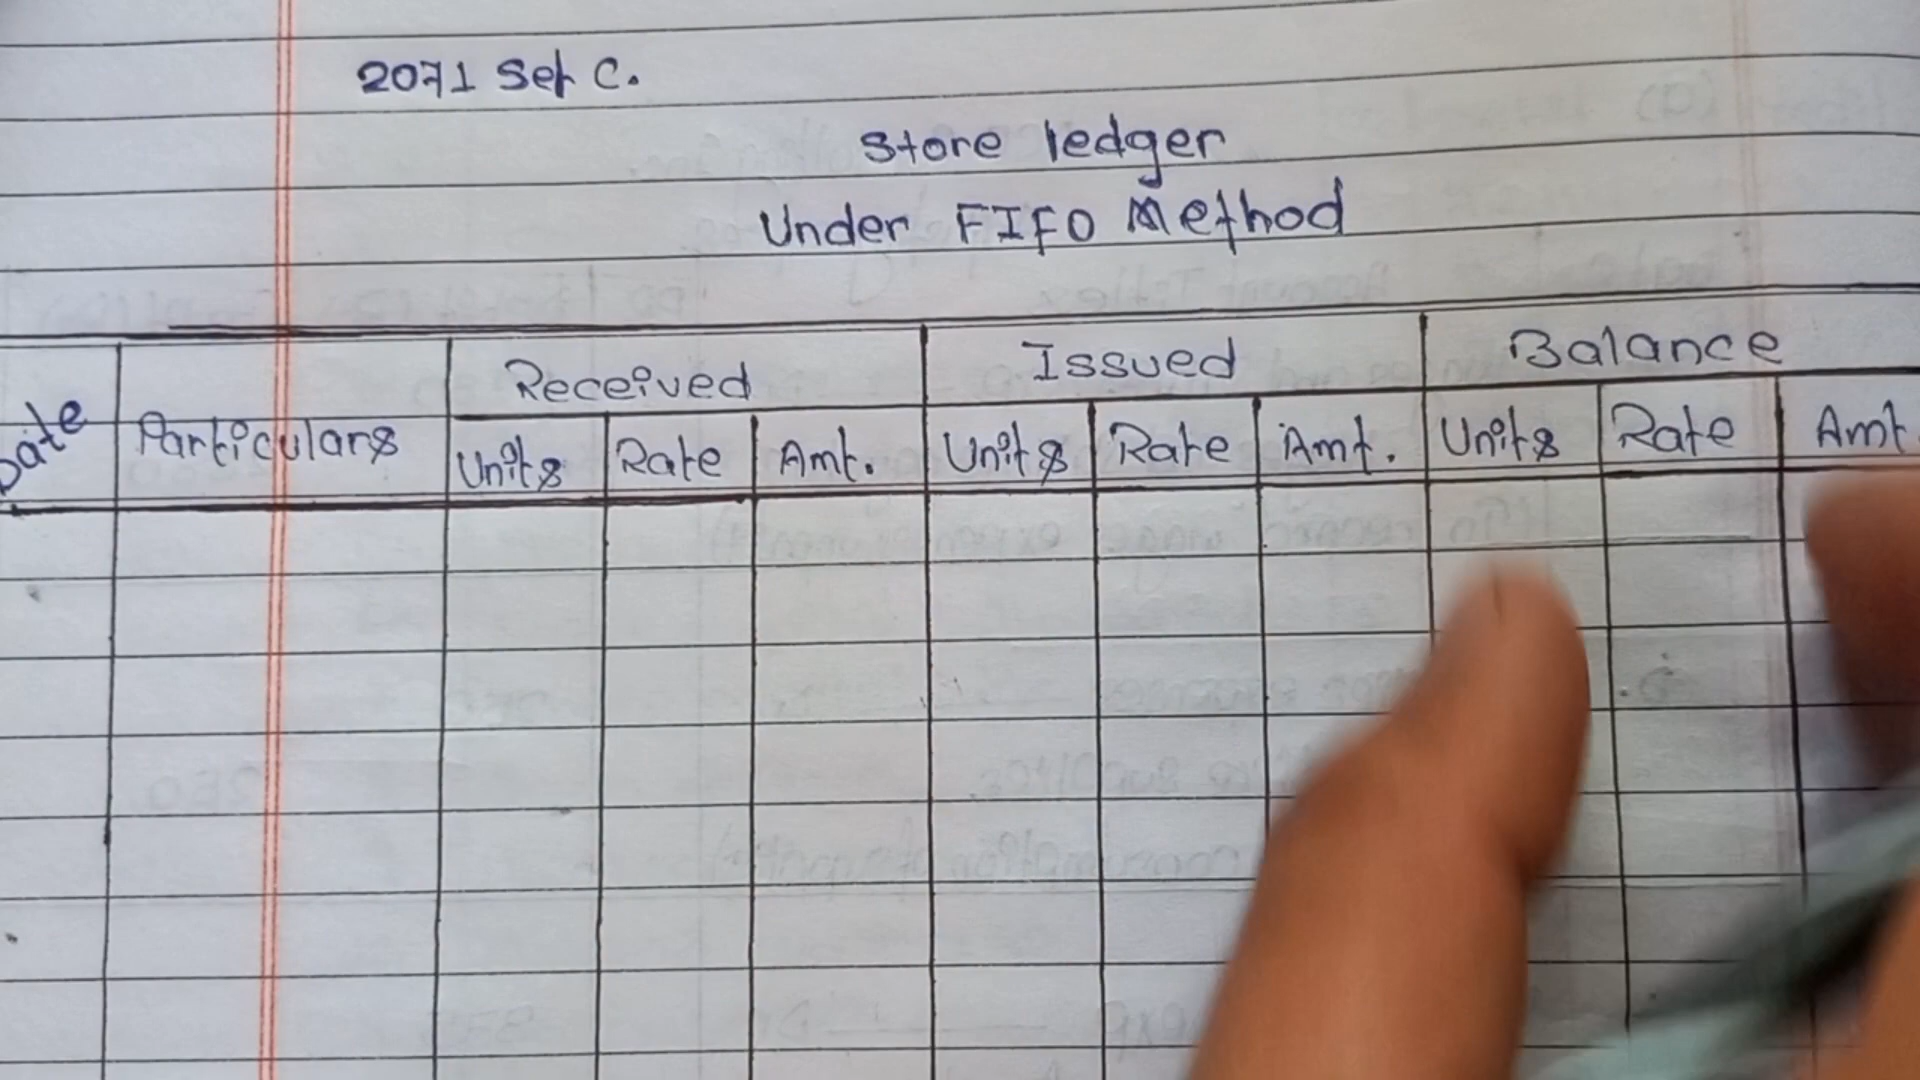 2071 Set C.
Store ledger
Under FIFO Method
Date Particulars Received Issued Balance
Units Rate Amt. Units Rate Amt. Units Rate Amt.